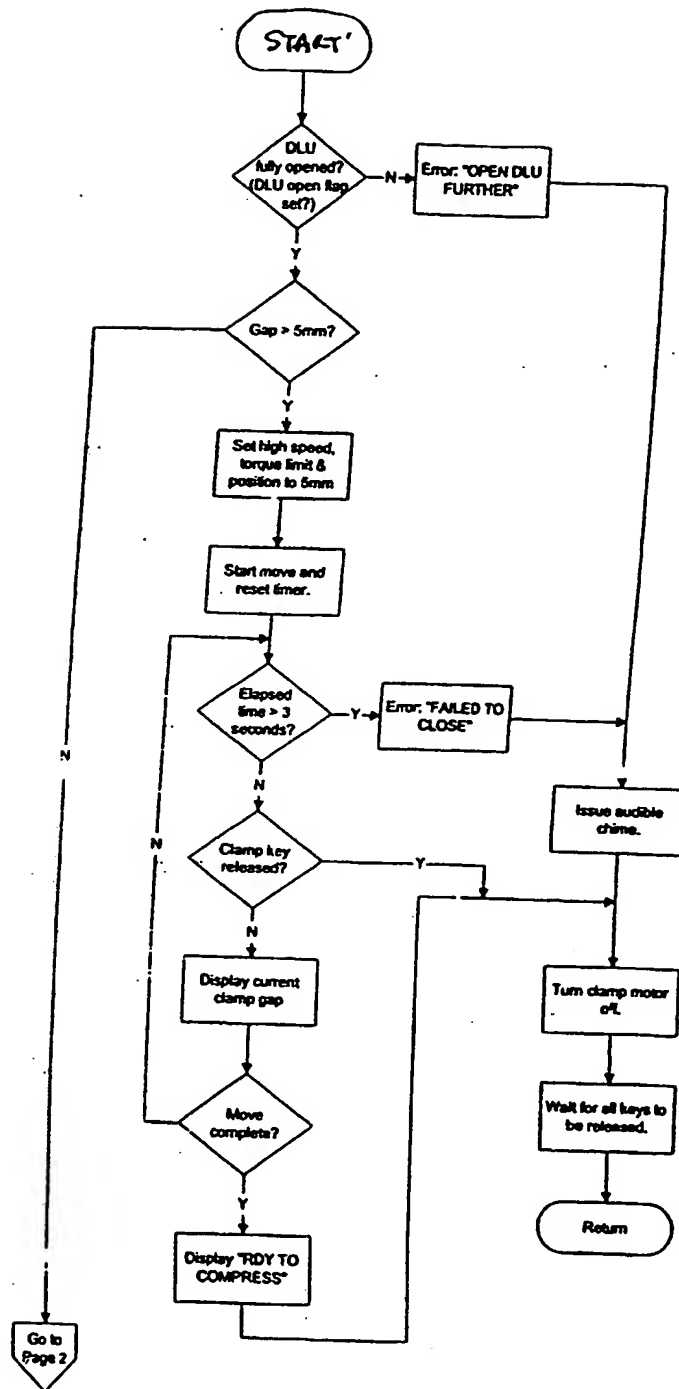 START
DLU
fully opened?
(DLU open flag
set?)
N
Error: "OPEN DLU
FURTHER"
Y
Gap > 5mm?
Y
Set high speed,
torque limit &
position to 5mm
Start move and
reset timer.
Elapsed
time > 3
seconds?
Y
Error: "FAILED TO
CLOSE"
N
N
Issue audible
chime.
N
Clamp key
released?
Y
N
Display current
clamp gap
Turn clamp motor
off.
Move
complete?
Wait for all keys to
be released.
Y
Return
Display "RDY TO
COMPRESS"
Go to
Page 2